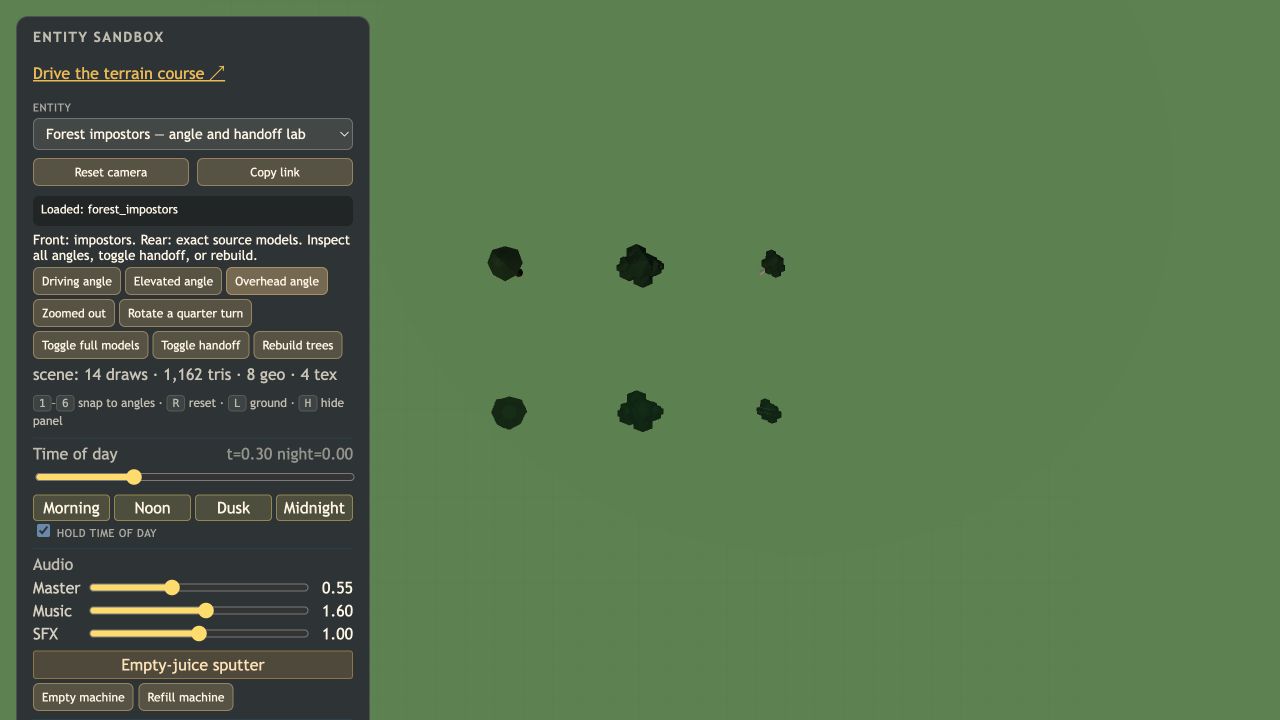 ENTITY SANDBOX
Drive the terrain course ↗
ENTITY
Forest impostors — angle and handoff lab
Reset camera Copy link
Loaded: forest_impostors
Front: impostors. Rear: exact source models. Inspect
all angles, toggle handoff, or rebuild.
Driving angle Elevated angle Overhead angle
Zoomed out Rotate a quarter turn
Toggle full models Toggle handoff Rebuild trees
scene: 14 draws · 1,162 tris · 8 geo · 4 tex
1-6 snap to angles · R reset · L ground · H hide
panel
Time of day t=0.30 night=0.00
Morning Noon Dusk Midnight
HOLD TIME OF DAY
Audio
Master 0.55
Music 1.60
SFX 1.00
Empty-juice sputter
Empty machine Refill machine